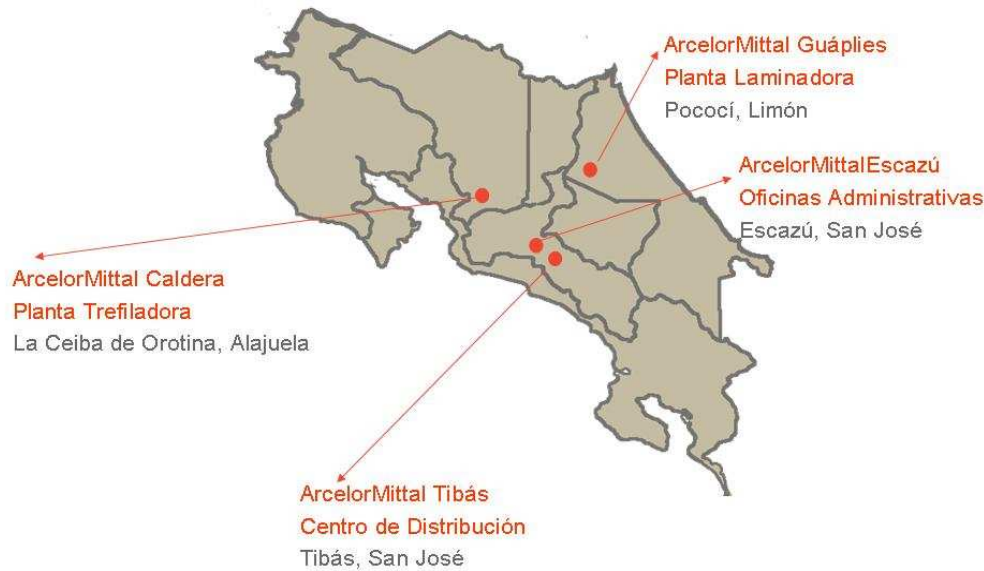 ArcelorMittal Guáplies
Planta Laminadora
Pococí, Limón
ArcelorMittalEscazú
Oficinas Administrativas
Escazú, San José
ArcelorMittal Caldera
Planta Trefiladora
La Ceiba de Orotina, Alajuela
ArcelorMittal Tibás
Centro de Distribución
Tibás, San José